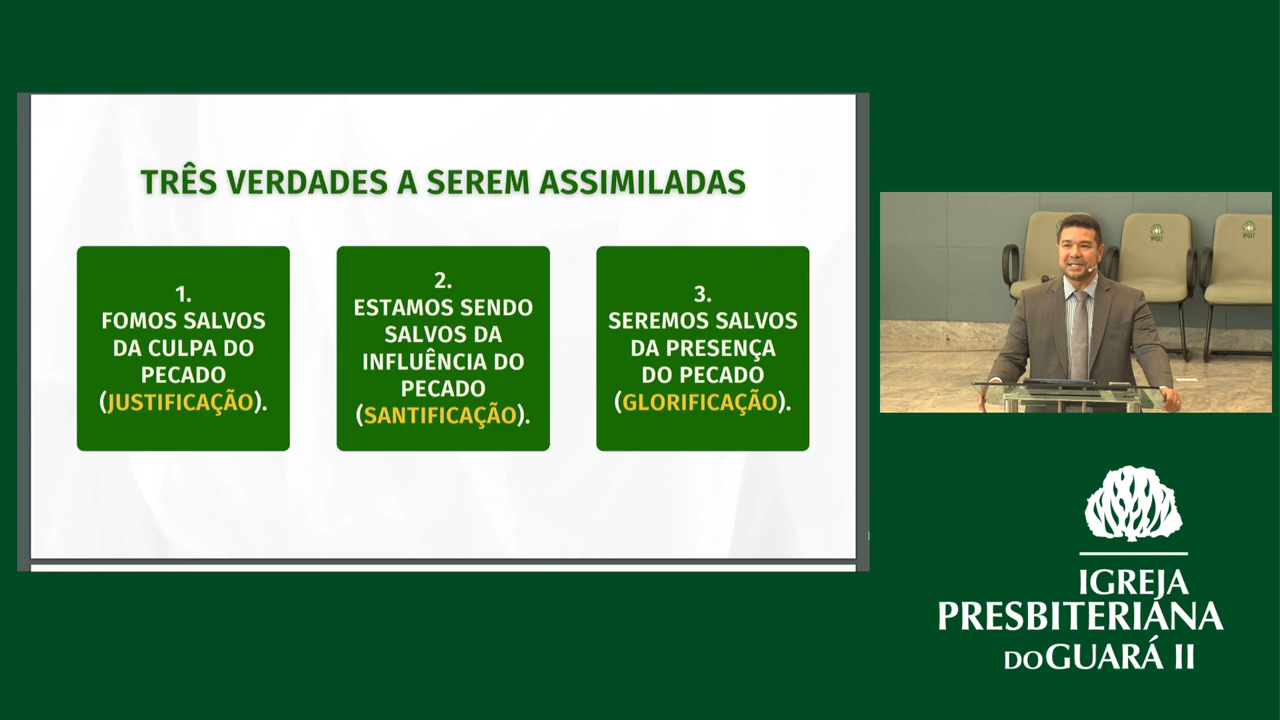 TRÊS VERDADES A SEREM ASSIMILADAS
1.
FOMOS SALVOS
DA CULPA DO
PECADO
(JUSTIFICAÇÃO).
2.
ESTAMOS SENDO
SALVOS DA
INFLUÊNCIA DO
PECADO
(SANTIFICAÇÃO).
3.
SEREMOS SALVOS
DA PRESENÇA
DO PECADO
(GLORIFICAÇÃO).
IGREJA
PRESBITERIANA
DO GUARÁ II